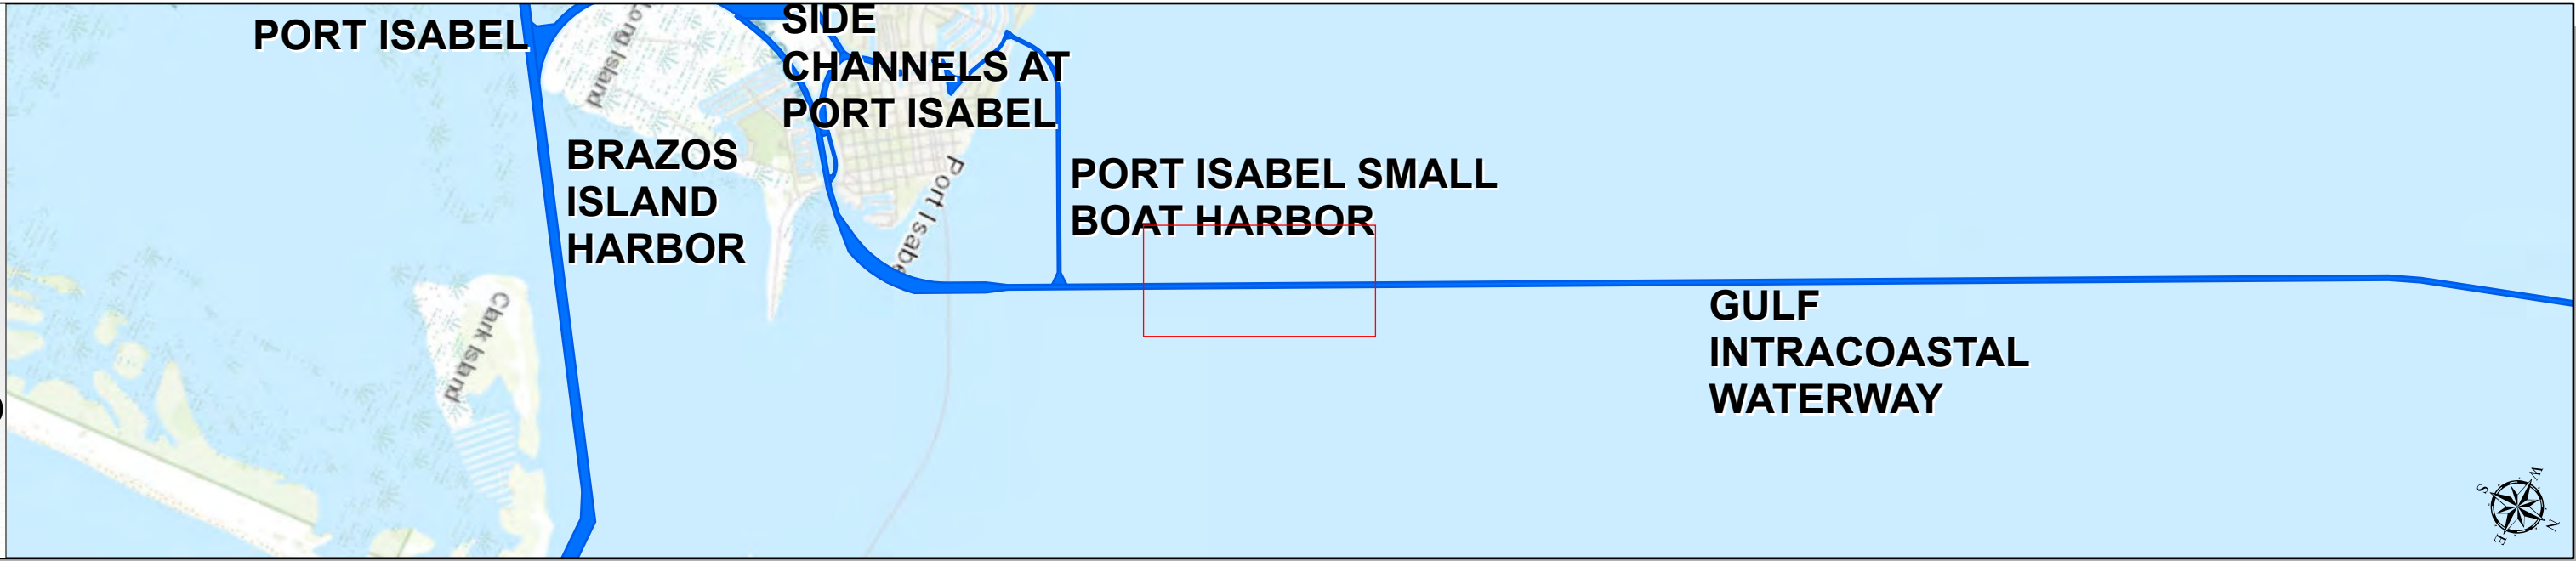 PORT ISABEL
SIDE
CHANNELS AT
PORT ISABEL
Long Island
BRAZOS
ISLAND
HARBOR
Port Isabe
PORT ISABEL SMALL
BOAT HARBOR
Clark Island
GULF
INTRACOASTAL
WATERWAY
W
S
N
E